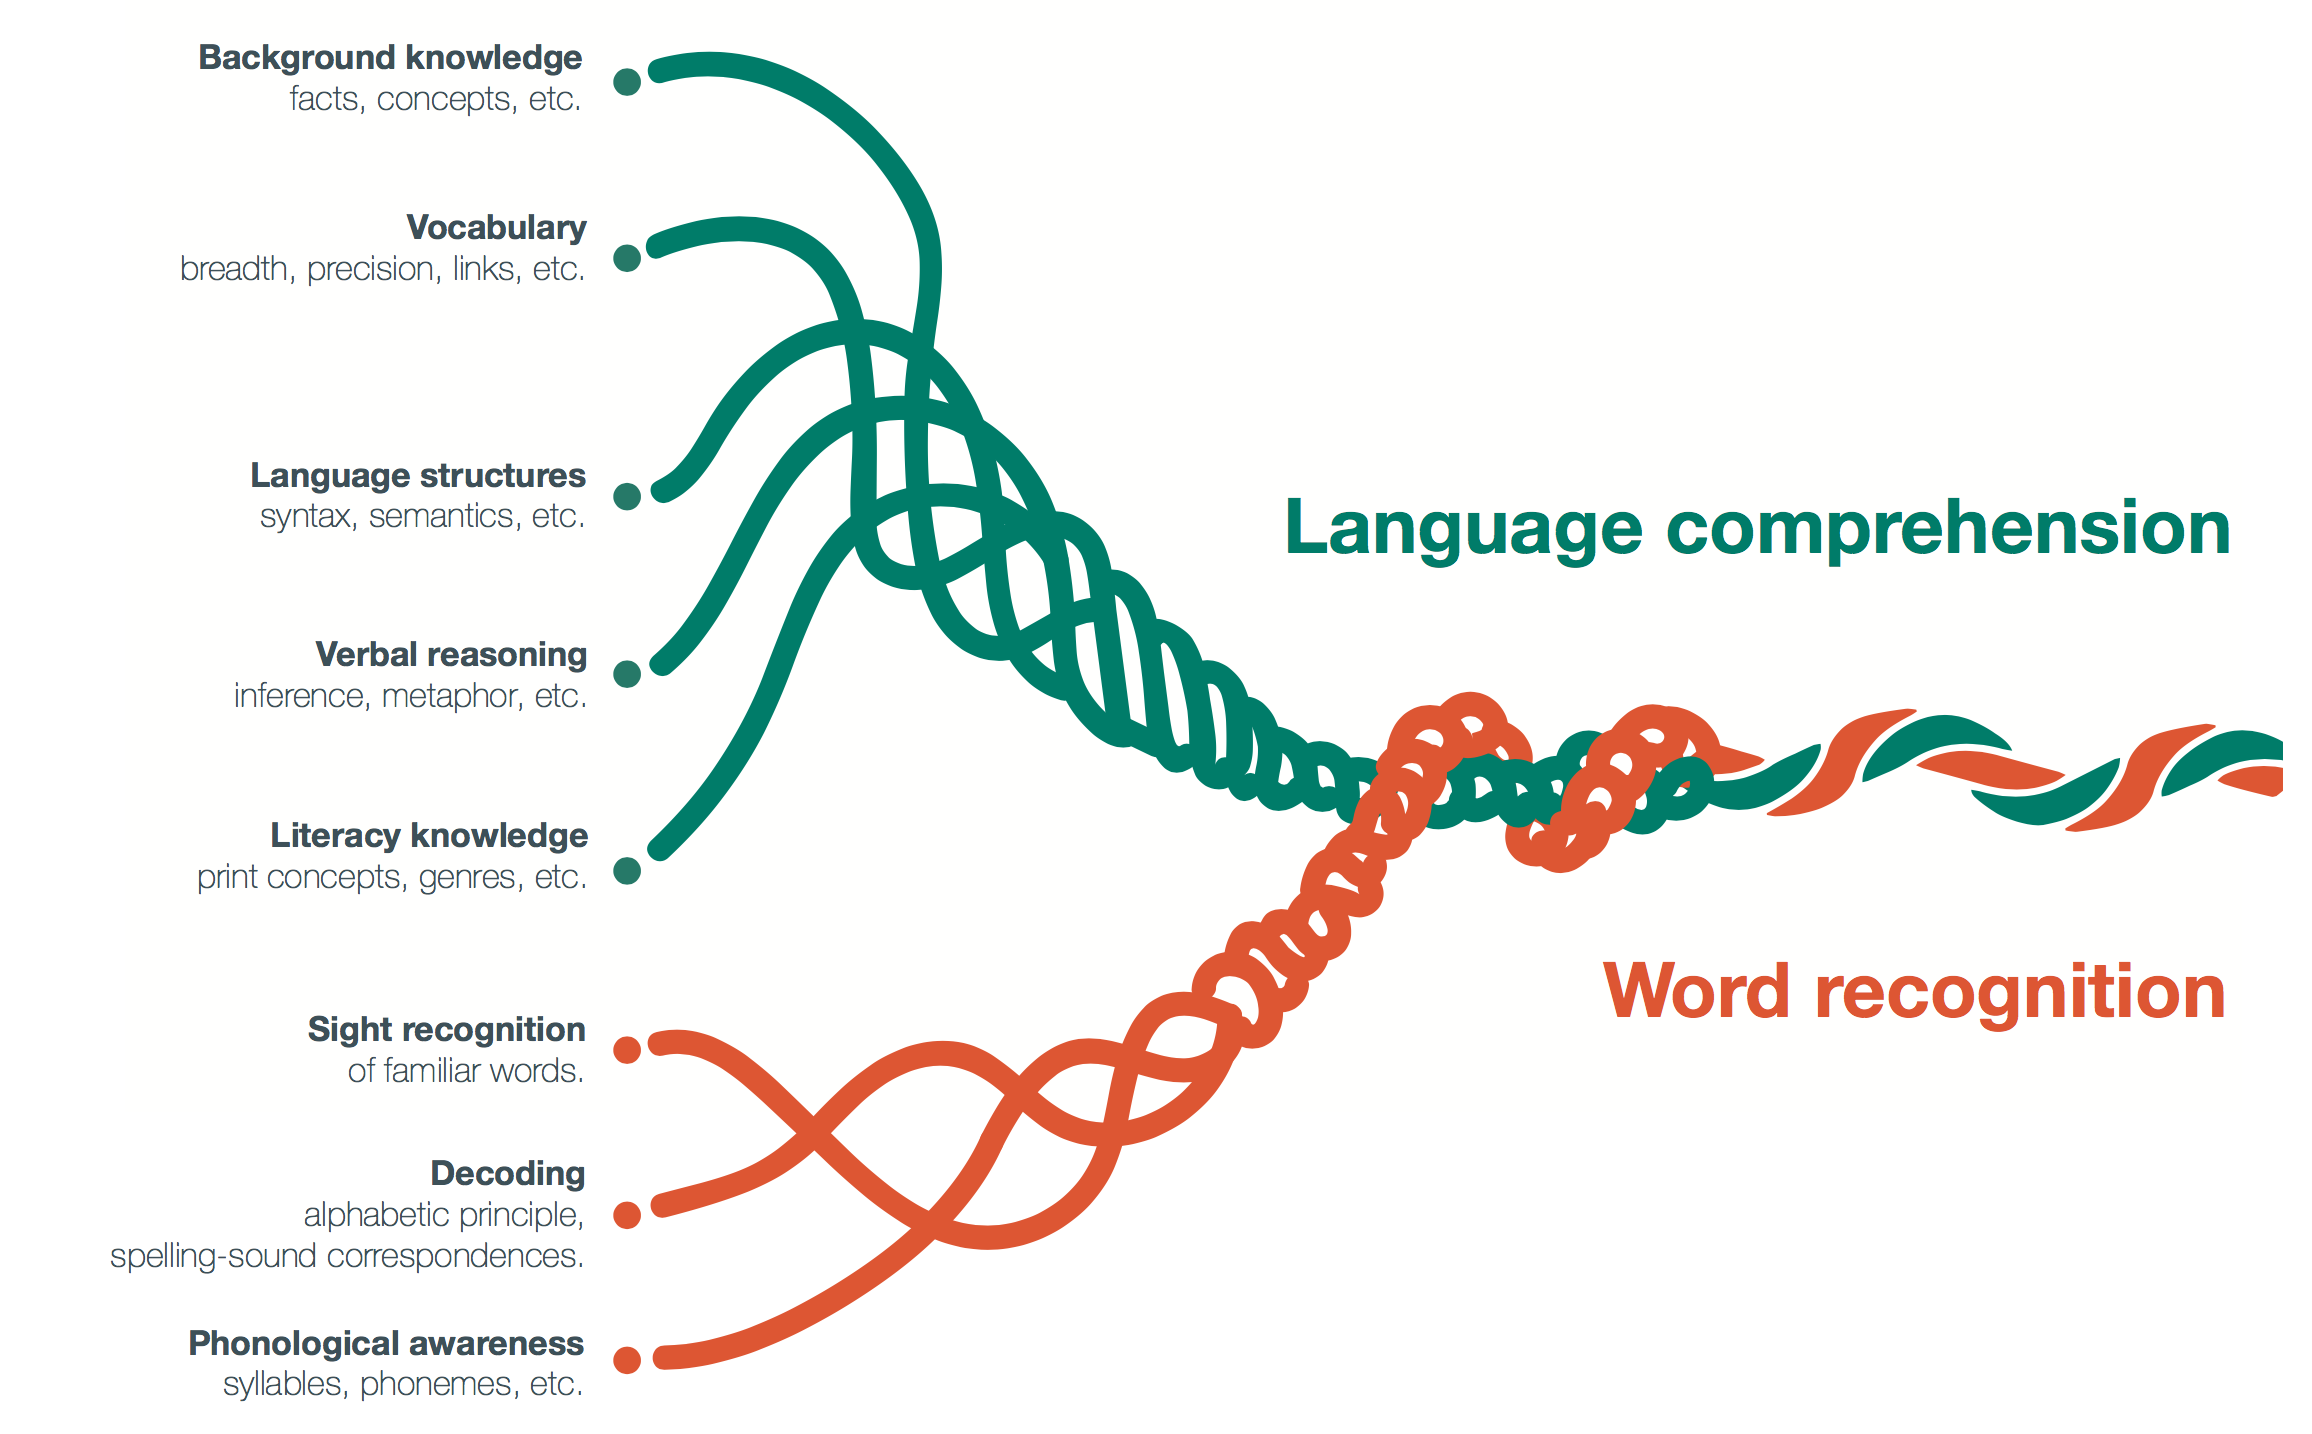 Background knowledge
facts, concepts, etc.
Vocabulary
breadth, precision, links, etc.
Language structures
syntax, semantics, etc.
Language comprehension
Verbal reasoning
inference, metaphor, etc.
Literacy knowledge
print concepts, genres, etc.
Word recognition
Sight recognition
of familiar words.
Decoding
alphabetic principle,
spelling-sound correspondences.
Phonological awareness
syllables, phonemes, etc.